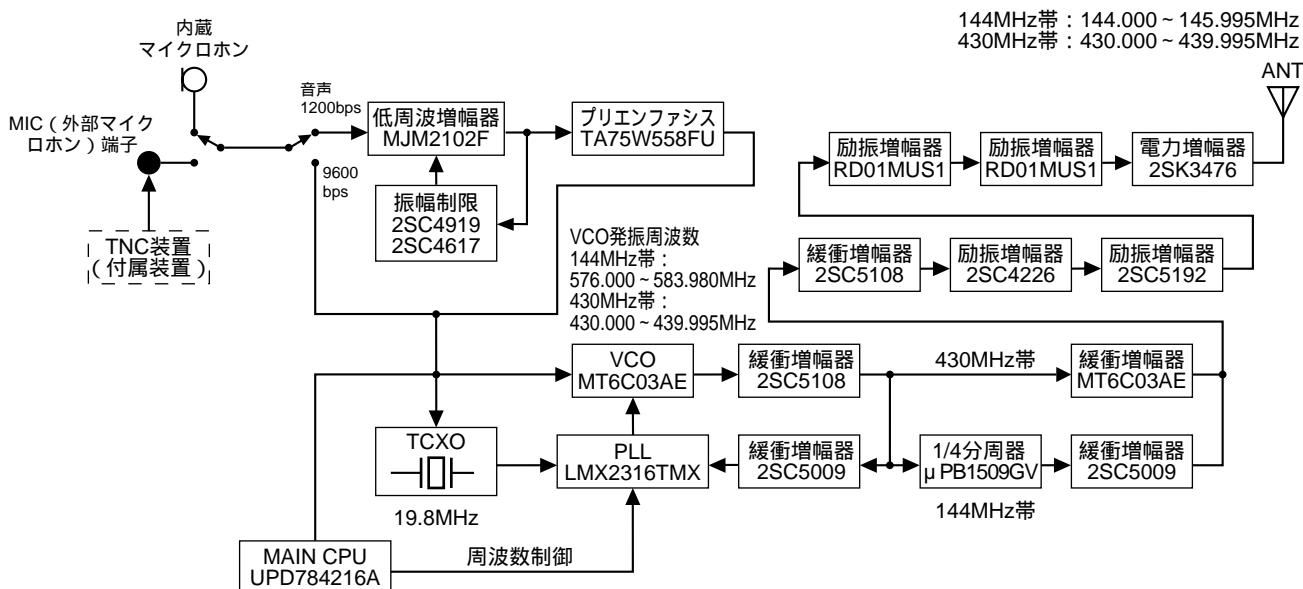 144MHz帯：144.000～145.995MHz
430MHz帯：430.000～439.995MHz
ANT
内蔵
マイクロホン
MIC（外部マイク
ロホン）端子
TNC装置
（付属装置）
音声
1200bps
9600
bps
低周波増幅器
MJM2102F
プリエンファシス
TA75W558FU
振幅制限
2SC4919
2SC4617
励振増幅器
RD01MUS1
励振増幅器
RD01MUS1
電力増幅器
2SK3476
VCO発振周波数
144MHz帯：
576.000～583.980MHz
430MHz帯：
430.000～439.995MHz
緩衝増幅器
2SC5108
励振増幅器
2SC4226
励振増幅器
2SC5192
VCO
MT6C03AE
緩衝増幅器
2SC5108
430MHz帯
緩衝増幅器
MT6C03AE
TCXO
19.8MHz
PLL
LMX2316TMX
緩衝増幅器
2SC5009
1/4分周器
μPB1509GV
144MHz帯
緩衝増幅器
2SC5009
MAIN CPU
UPD784216A
周波数制御